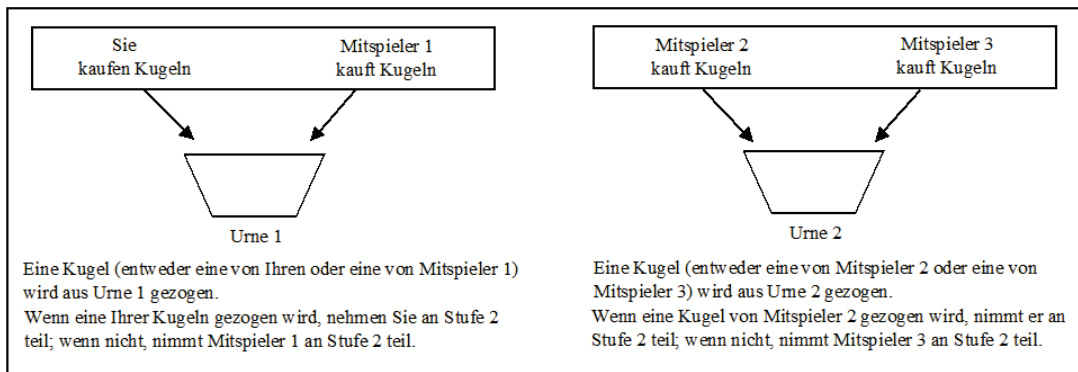 Sie
kaufen Kugeln
Mitspieler 1
kauft Kugeln
Urne 1
Eine Kugel (entweder eine von Ihren oder eine von Mitspieler 1)
wird aus Urne 1 gezogen.
Wenn eine Ihrer Kugeln gezogen wird, nehmen Sie an Stufe 2
teil; wenn nicht, nimmt Mitspieler 1 an Stufe 2 teil.
Mitspieler 2
kauft Kugeln
Mitspieler 3
kauft Kugeln
Urne 2
Eine Kugel (entweder eine von Mitspieler 2 oder eine von
Mitspieler 3) wird aus Urne 2 gezogen.
Wenn eine Kugel von Mitspieler 2 gezogen wird, nimmt er an
Stufe 2 teil; wenn nicht, nimmt Mitspieler 3 an Stufe 2 teil.